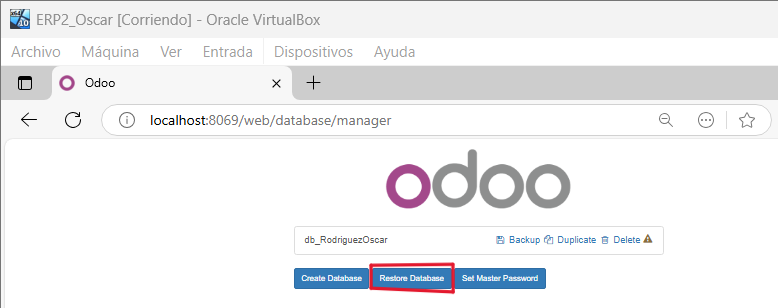 ERP2_Oscar [Corriendo] - Oracle VirtualBox
Archivo Máquina Ver Entrada Dispositivos Ayuda
Odoo
localhost:8069/web/database/manager
odoo
db_RodriguezOscar Backup Duplicate Delete
Create Database Restore Database Set Master Password